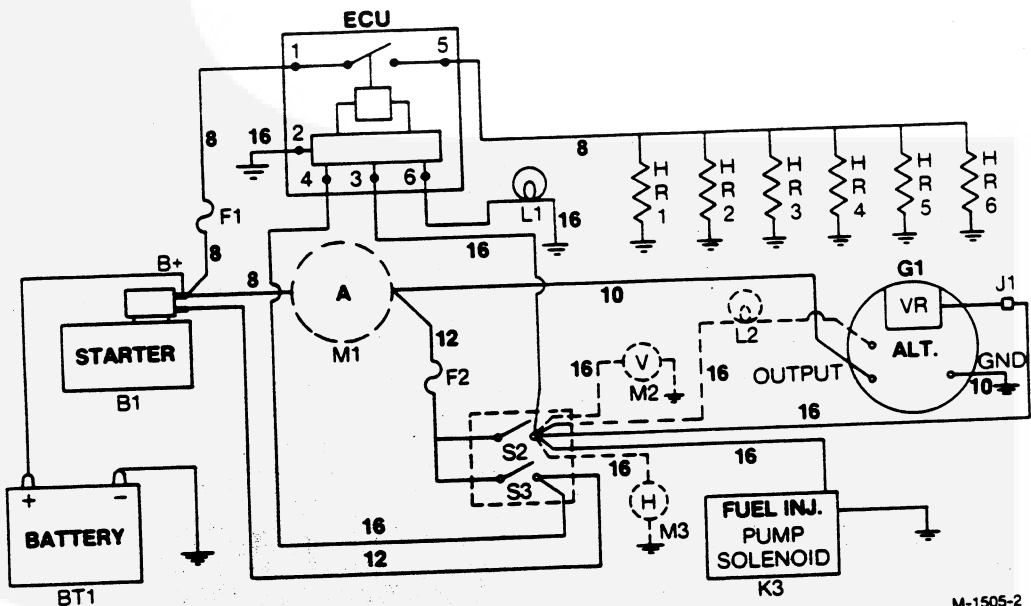 ECU
1
5
8
16
2
4
3
6
8
H R 1
H R 2
H R 3
H R 4
H R 5
H R 6
L1
16
16
F1
8
B+
8
A
M1
10
G1
J1
VR
ALT.
L2
OUTPUT
GND
10
STARTER
B1
12
F2
16
V
M2
16
16
S2
S3
16
16
H
M3
+
-
BATTERY
BT1
16
12
FUEL INJ.
PUMP
SOLENOID
K3
M-1505-2